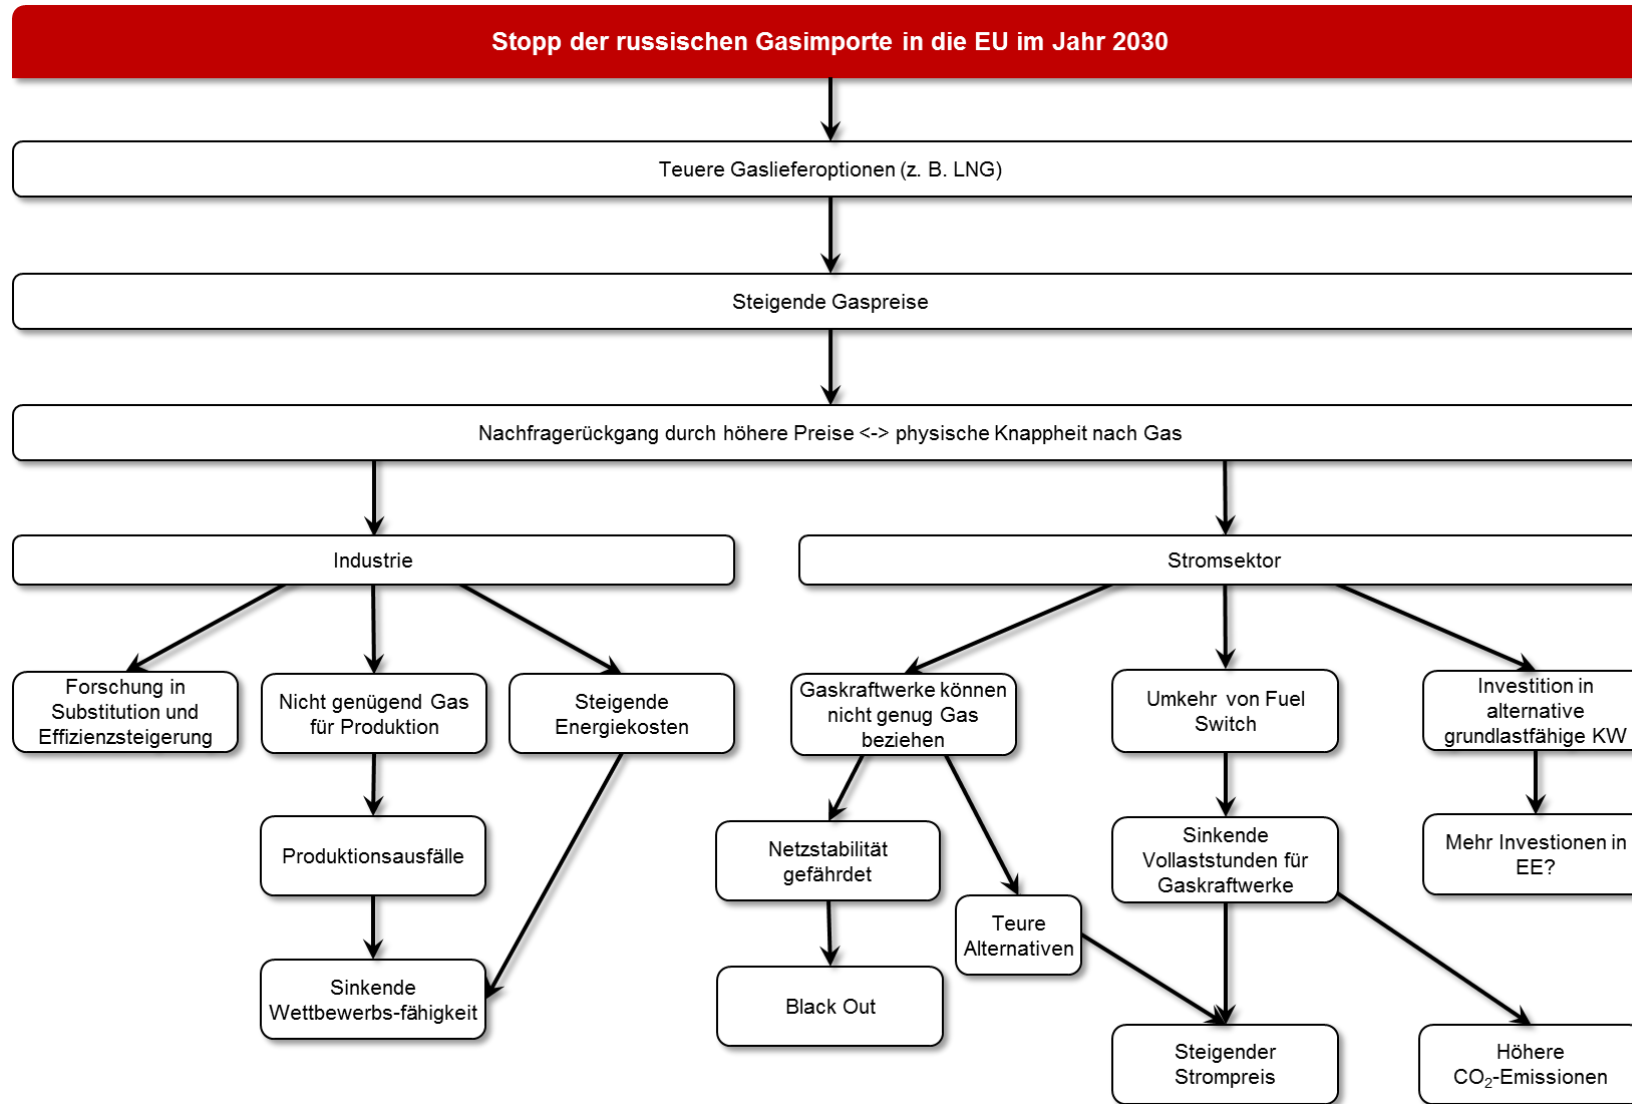 Stopp der russischen Gasimporte in die EU im Jahr 2030
Teuere Gaslieferoptionen (z. B. LNG)
Steigende Gaspreise
Nachfragerückgang durch höhere Preise <-> physische Knappheit nach Gas
Industrie
Stromsektor
Forschung in
Substitution und
Effizienzsteigerung
Nicht genügend Gas
für Produktion
Steigende
Energiekosten
Gaskraftwerke können
nicht genug Gas
beziehen
Umkehr von Fuel
Switch
Investition in
alternative
grundlastfähige KW
Produktionsausfälle
Netzstabilität
gefährdet
Sinkende
Vollaststunden für
Gaskraftwerke
Mehr Investionen in
EE?
Teure
Alternativen
Sinkende
Wettbewerbs-fähigkeit
Black Out
Steigender
Strompreis
Höhere
CO₂-Emissionen